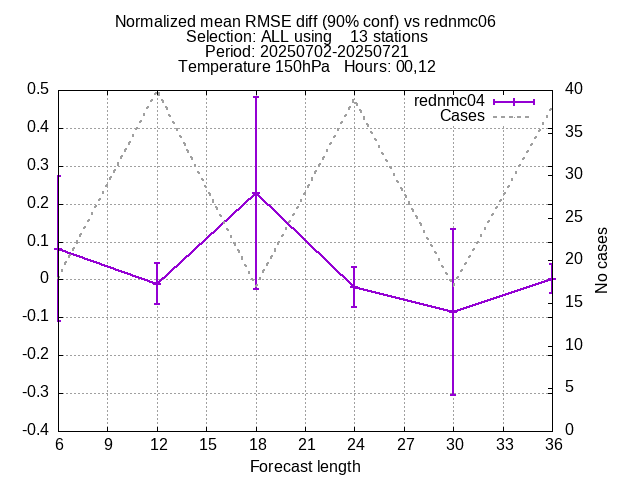 Normalized mean RMSE diff (90% conf) vs rednmc06
Selection: ALL using    13 stations
Period: 20250702-20250721
Temperature 150hPa   Hours: 00,12
rednmc04
Cases
0.5
0.4
0.3
0.2
0.1
0
-0.1
-0.2
-0.3
-0.4
40
35
30
25
20
15
10
5
0
No cases
6 9 12 15 18 21 24 27 30 33 36
Forecast length